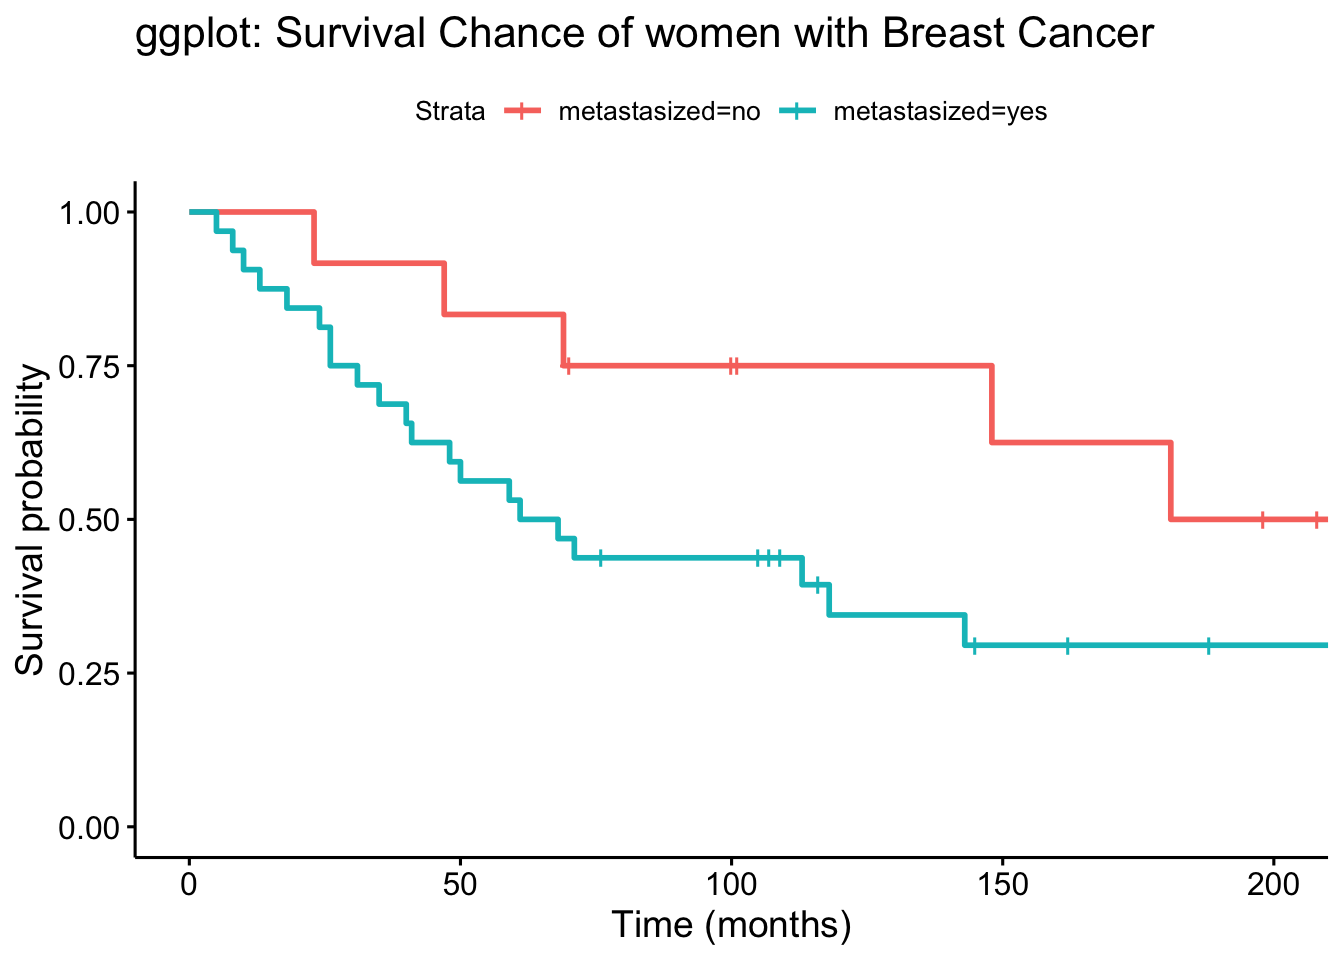 ggplot: Survival Chance of women with Breast Cancer
Strata metastasized=no metastasized=yes
Survival probability
1.00
0.75
0.50
0.25
0.00
0 50 100 150 200
Time (months)